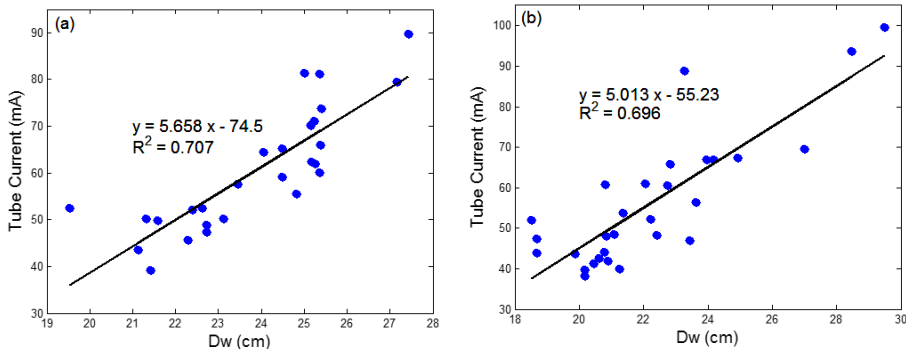 (a)
Tube Current (mA)
90
80
70
60
50
40
30
y = 5.658 x - 74.5
R² = 0.707
19 20 21 22 23 24 25 26 27 28
Dw (cm)
(b)
Tube Current (mA)
100
90
80
70
60
50
40
30
y = 5.013 x - 55.23
R² = 0.696
18 20 22 24 26 28 30
Dw (cm)